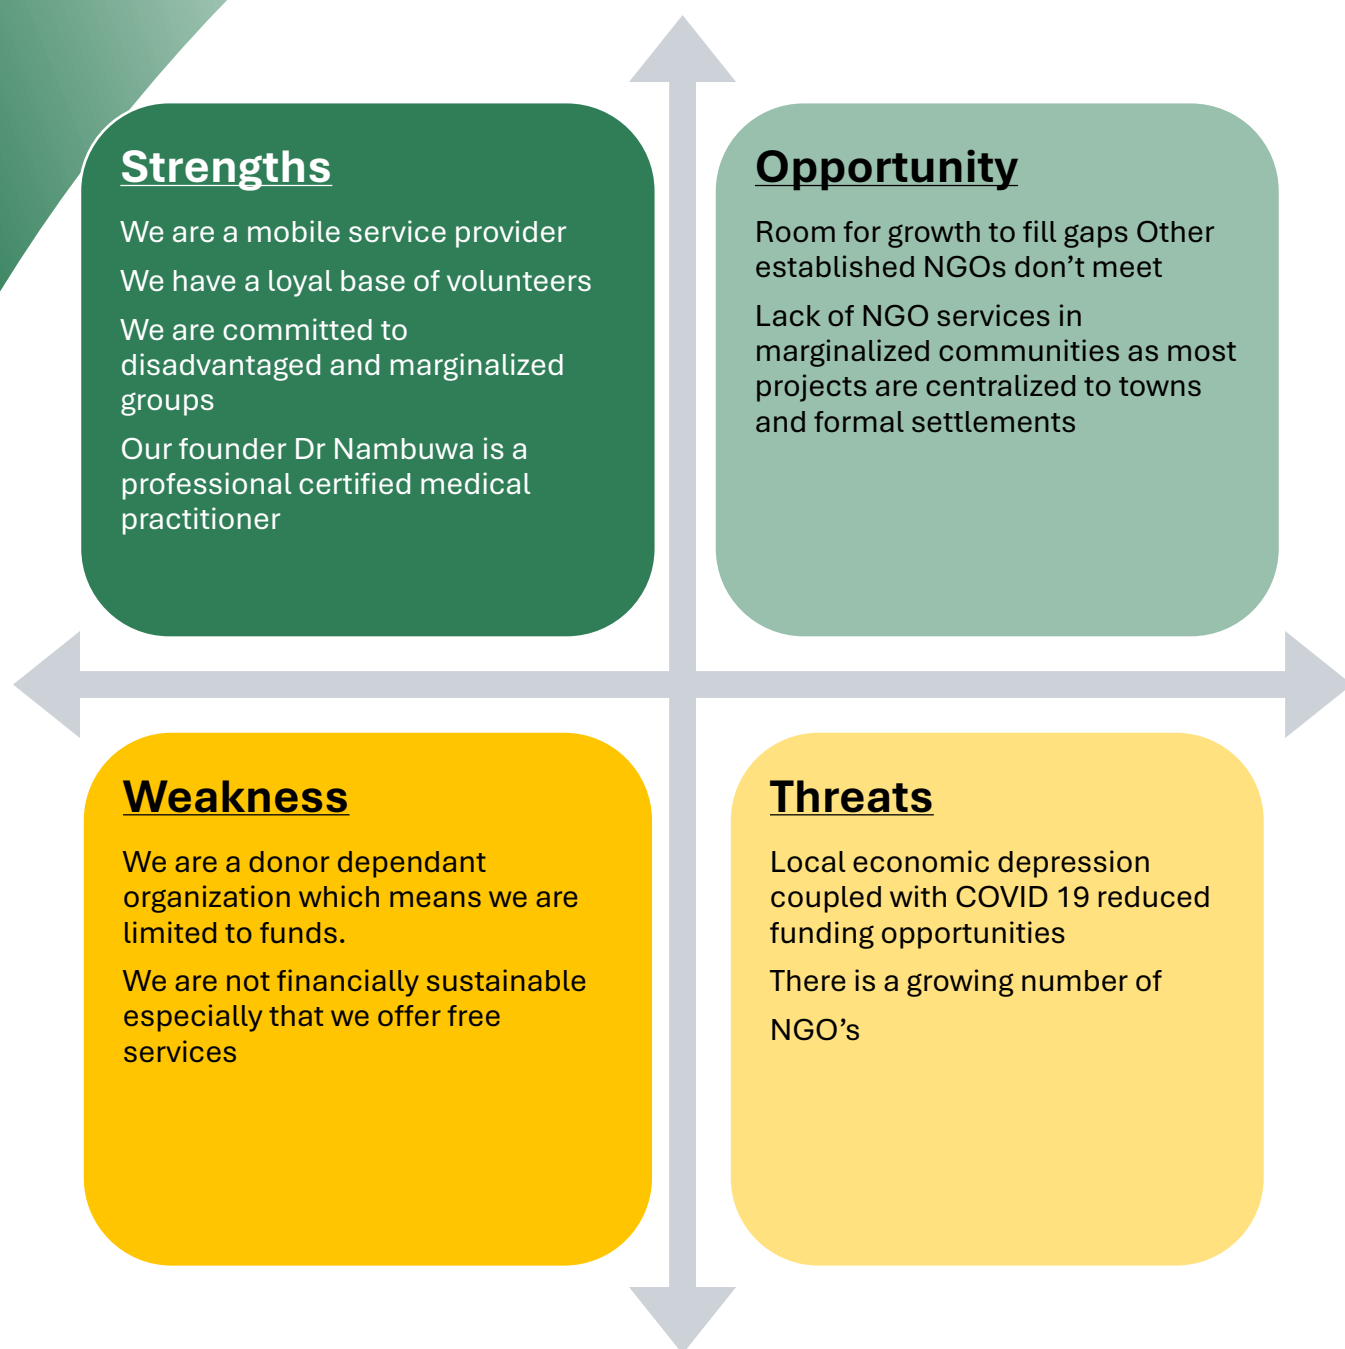 Strengths
We are a mobile service provider
We have a loyal base of volunteers
We are committed to
disadvantaged and marginalized
groups
Our founder Dr Nambuwa is a
professional certified medical
practitioner
Opportunity
Room for growth to fill gaps Other
established NGOs don’t meet
Lack of NGO services in
marginalized communities as most
projects are centralized to towns
and formal settlements
Weakness
We are a donor dependant
organization which means we are
limited to funds.
We are not financially sustainable
especially that we offer free
services
Threats
Local economic depression
coupled with COVID 19 reduced
funding opportunities
There is a growing number of
NGO’s